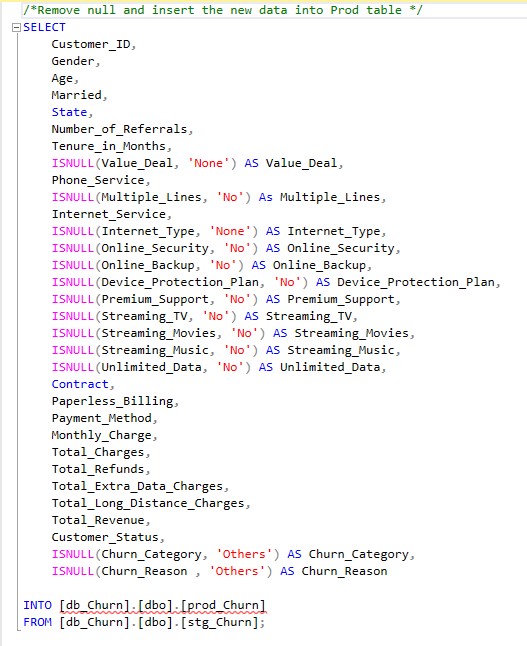 /*Remove null and insert the new data into Prod table */
SELECT
Customer_ID,
Gender,
Age,
Married,
State,
Number_of_Referrals,
Tenure_in_Months,
ISNULL(Value_Deal, 'None') AS Value_Deal,
Phone_Service,
ISNULL(Multiple_Lines, 'No') As Multiple_Lines,
Internet_Service,
ISNULL(Internet_Type, 'None') AS Internet_Type,
ISNULL(Online_Security, 'No') AS Online_Security,
ISNULL(Online_Backup, 'No') AS Online_Backup,
ISNULL(Device_Protection_Plan, 'No') AS Device_Protection_Plan,
ISNULL(Premium_Support, 'No') AS Premium_Support,
ISNULL(Streaming_TV, 'No') AS Streaming_TV,
ISNULL(Streaming_Movies, 'No') AS Streaming_Movies,
ISNULL(Streaming_Music, 'No') AS Streaming_Music,
ISNULL(Unlimited_Data, 'No') AS Unlimited_Data,
Contract,
Paperless_Billing,
Payment_Method,
Monthly_Charge,
Total_Charges,
Total_Refunds,
Total_Extra_Data_Charges,
Total_Long_Distance_Charges,
Total_Revenue,
Customer_Status,
ISNULL(Churn_Category, 'Others') AS Churn_Category,
ISNULL(Churn_Reason , 'Others') AS Churn_Reason
INTO [db_Churn].[dbo].[prod_Churn]
FROM [db_Churn].[dbo].[stg_Churn];